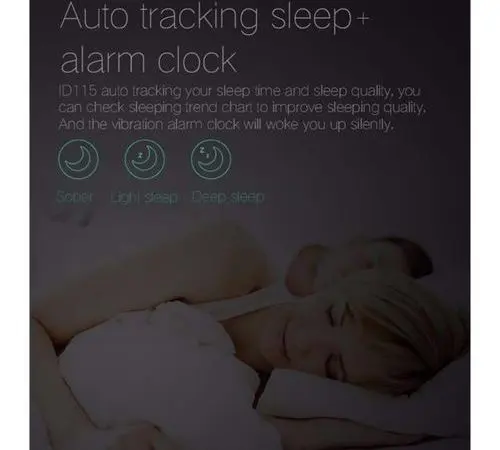 Auto tracking sleep+
alarm clock
ID115 auto tracking your sleep time and sleep quality, you
can check sleeping trend chart to improve sleeping quality.
And the vibration alarm clock will woke you up silently.
z
z z
Sober Light sleep Deep sleep